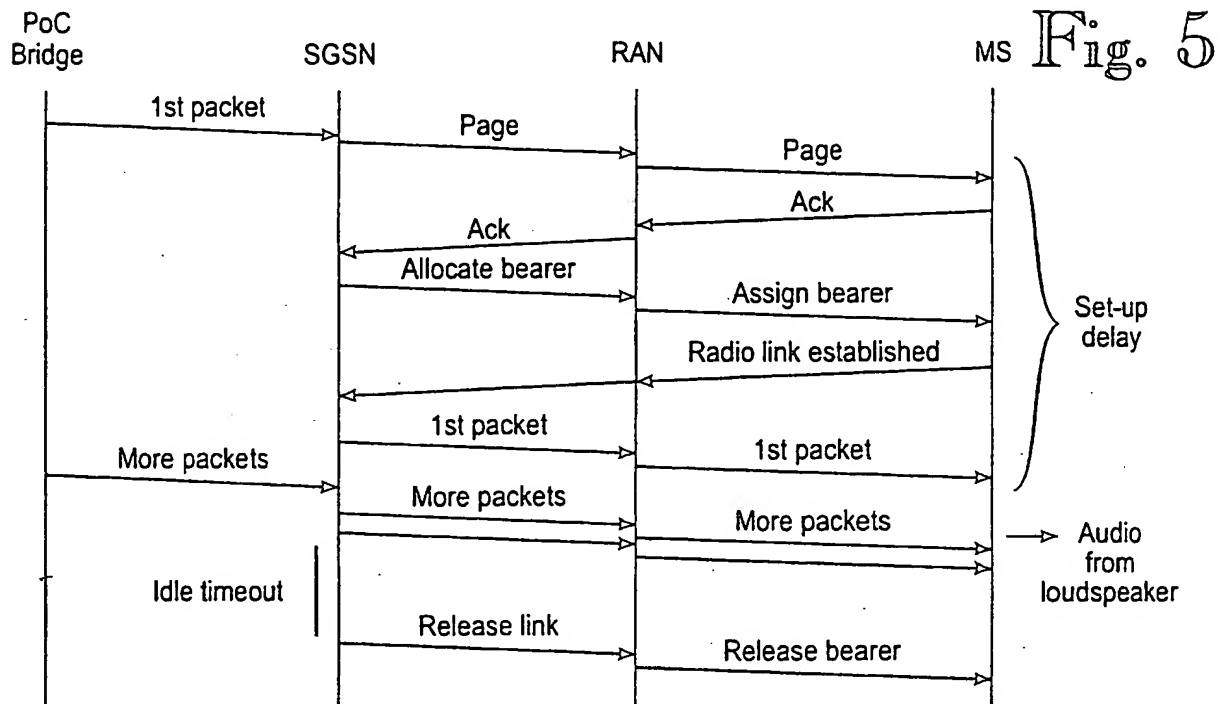 PoC
Bridge
SGSN
RAN
MS
Fig. 5
1st packet
Page
Page
Ack
Ack
Allocate bearer
Assign bearer
Set-up
delay
Radio link established
1st packet
1st packet
More packets
More packets
More packets
Audio
from
loudspeaker
Idle timeout
Release link
Release bearer